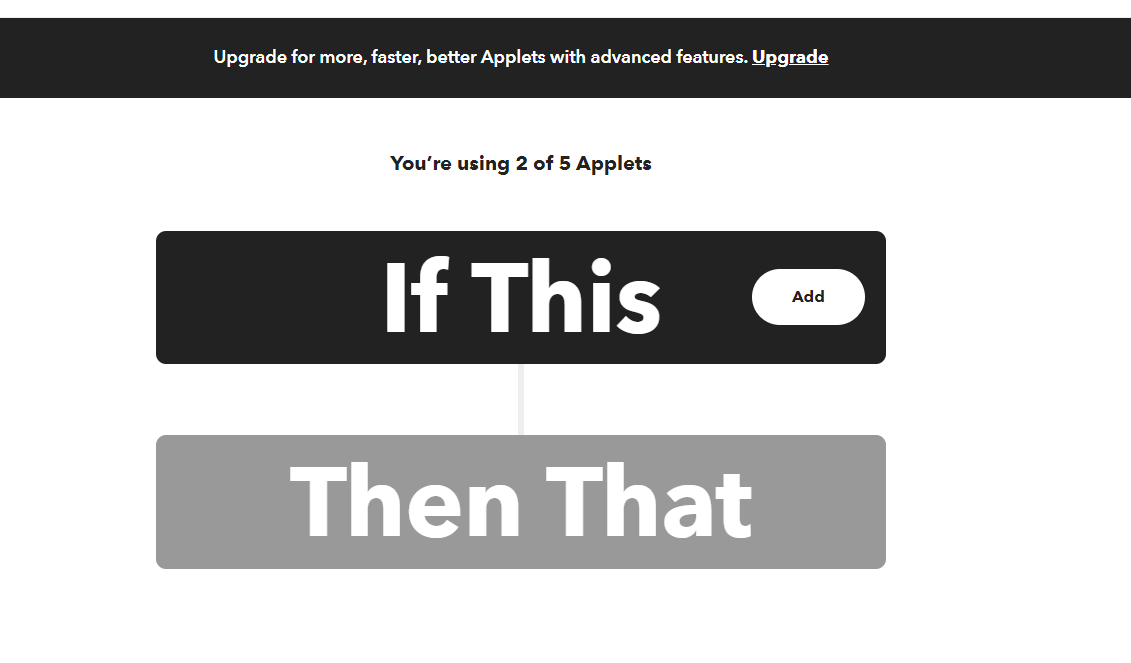 Upgrade for more, faster, better Applets with advanced features. Upgrade
You’re using 2 of 5 Applets
If This
Add
Then That